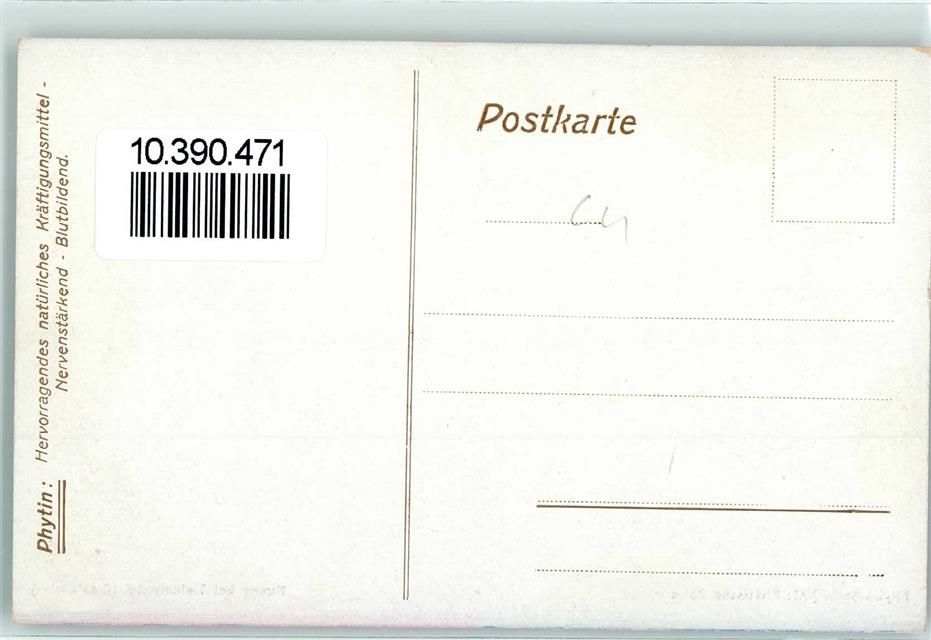 Phytin: Hervorragendes natürliches Kräftigungsmittel -
Nervenstärkend - Blutbildend.
10.390.471
Postkarte